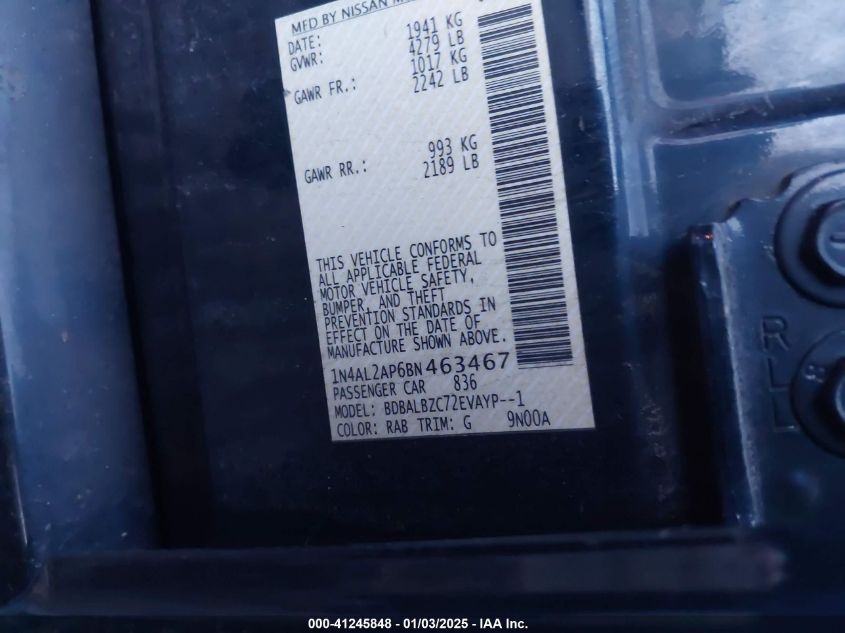 MFD BY NISSAN
DATE:
GVWR: 1941 KG
4279 LB
GAWR FR.: 1017 KG
2242 LB
GAWR RR.: 993 KG
2189 LB
THIS VEHICLE CONFORMS TO
ALL APPLICABLE FEDERAL
MOTOR VEHICLE SAFETY,
BUMPER, AND THEFT
PREVENTION STANDARDS IN
EFFECT ON THE DATE OF
MANUFACTURE SHOWN ABOVE.
1N4AL2AP6BN463467
PASSENGER CAR 836
MODEL: BDBALBZC72EVAYP--1
COLOR: RAB TRIM: G 9N00A
RLL
000-41245848 - 01/03/2025 - IAA Inc.